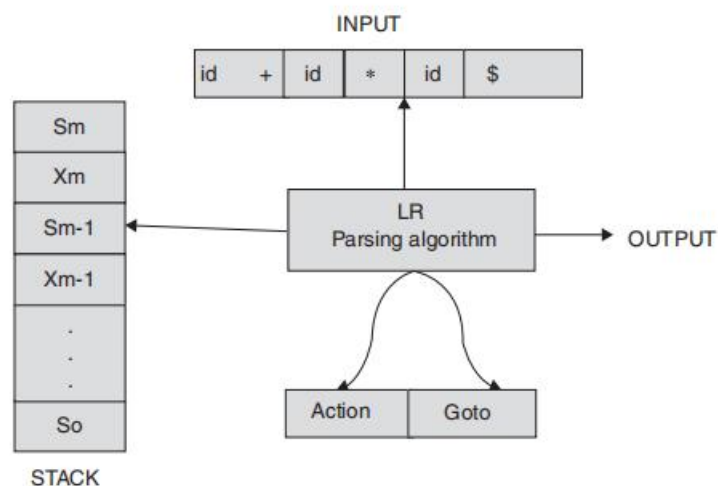 INPUT
id + id * id $
Sm
Xm
Sm-1
Xm-1
.
.
.
So
STACK
LR
Parsing algorithm
OUTPUT
Action Goto